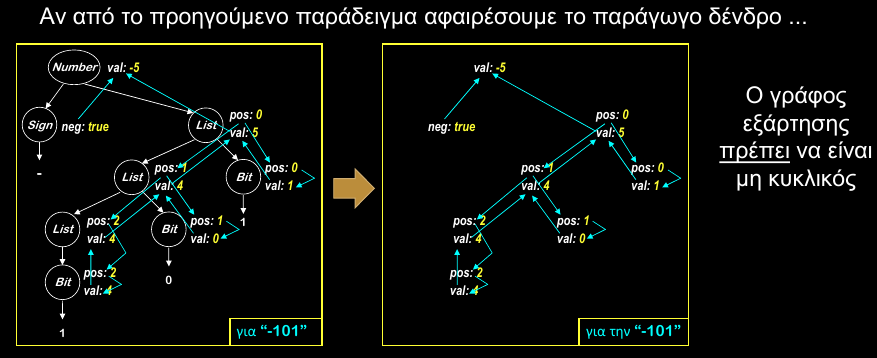 Αν από το προηγούμενο παράδειγμα αφαιρέσουμε το παράγωγο δένδρο ...
Number
val: -5
Sign
neg: true
List
pos: 0
val: 5
-
List
pos: 1
val: 4
Bit
pos: 0
val: 1
List
pos: 2
val: 4
Bit
pos: 1
val: 0
1
Bit
pos: 2
val: 4
0
1
για “-101”
val: -5
neg: true
pos: 0
val: 5
pos: 1
val: 4
pos: 0
val: 1
pos: 2
val: 4
pos: 1
val: 0
pos: 2
val: 4
για την “-101”
Ο γράφος
εξάρτησης
πρέπει να είναι
μη κυκλικός